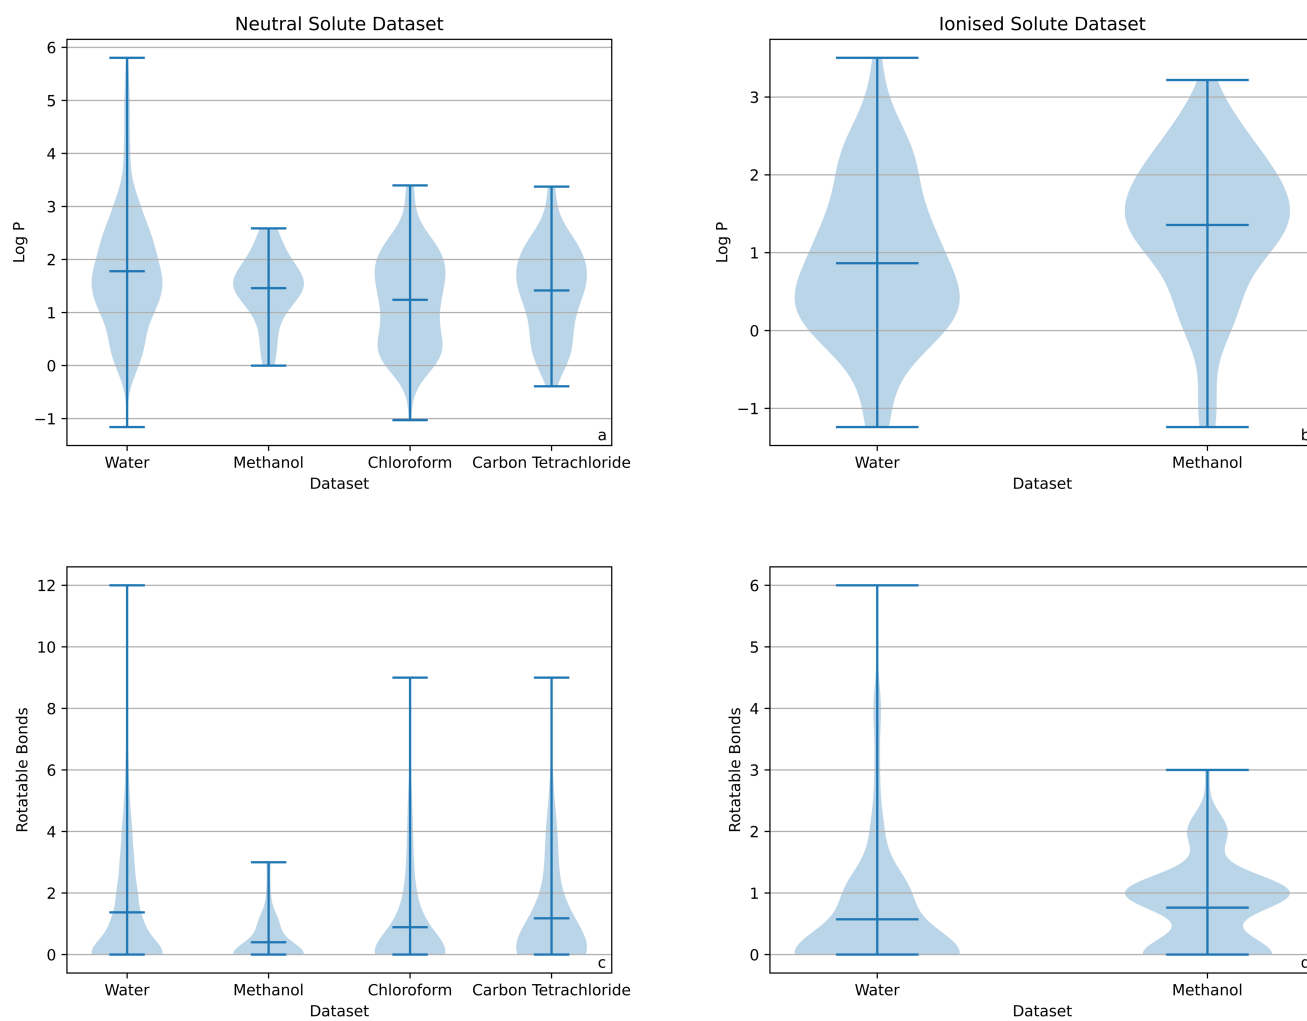 Neutral Solute Dataset
Log P
6
5
4
3
2
1
0
−1
a
Water Methanol Chloroform Carbon Tetrachloride
Dataset
Ionised Solute Dataset
Log P
3
2
1
0
−1
b
Water Methanol
Dataset
Rotatable Bonds
12
10
8
6
4
2
0
c
Water Methanol Chloroform Carbon Tetrachloride
Dataset
Rotatable Bonds
6
5
4
3
2
1
0
d
Water Methanol
Dataset